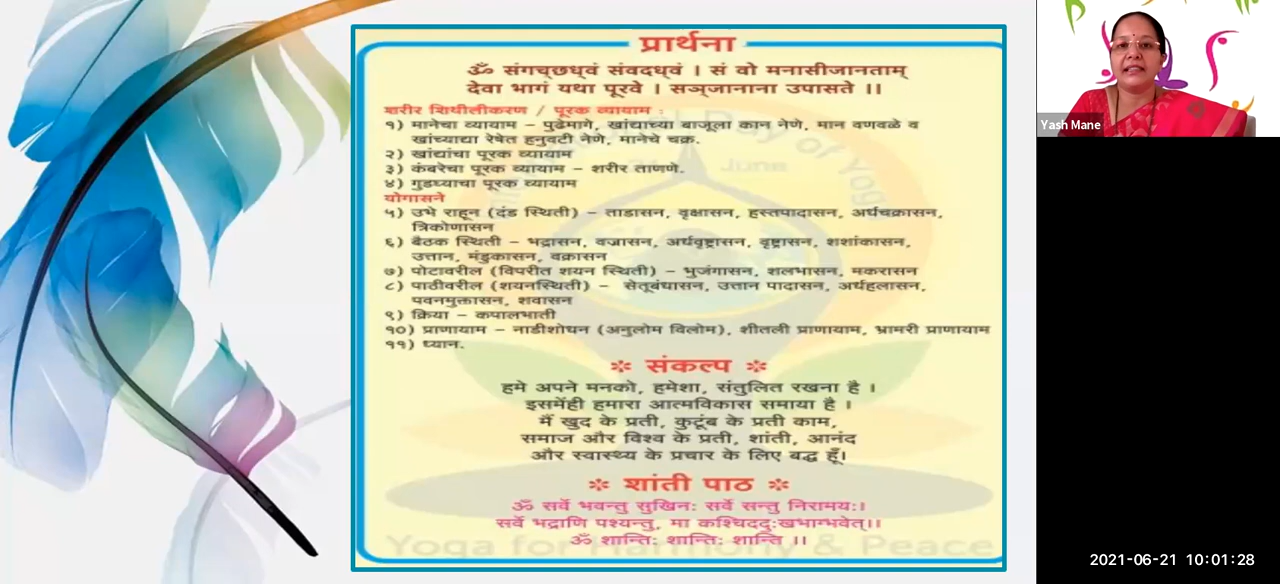 प्रार्थना
ॐ संगच्छध्वं संवदध्वं । सं वो मनासीजानताम्
देवा भागं यथा पूरवे । सञ्जानाना उपासते ।।
शरीर शिथीलीकरण / पूरक व्यायाम :
१) मानेचा व्यायाम – पुढेमागे, खांद्याच्या बाजूला कान नेणे, मान वणवळे व
खांच्याद्या रेषेत हनुवटी नेणे, मानेचे चक्र.
२) खांद्यांचा पूरक व्यायाम
३) कंबरेचा पूरक व्यायाम – शरीर ताणणे.
४) गुडघ्याचा पूरक व्यायाम
योगासने
५) उभे राहून (दंड स्थिती) – ताडासन, वृक्षासन, हस्तपादासन, अर्धचक्रासन,
त्रिकोणासन
६) बैठक स्थिती – भद्रासन, वज्रासन, अर्धवृष्ट्रासन, वृष्ट्रासन, शशांकासन,
उत्तान, मंडुकासन, वक्रासन
७) पोटावरील (विपरीत शयन स्थिती) – भुजंगासन, शलभासन, मकरासन
८) पाठीवरील (शयनस्थिती) – सेतूबंधासन, उत्तान पादासन, अर्धहलासन,
पवनमुक्तासन, शवासन
९) क्रिया – कपालभाती
१०) प्राणायाम – नाडीशोधन (अनुलोम विलोम), शीतली प्राणायाम, भ्रामरी प्राणायाम
११) ध्यान.
❇ संकल्प ❇
हमे अपने मनको, हमेशा, संतुलित रखना है ।
इसमेंही हमारा आत्मविकास समाया है ।
मैं खुद के प्रती, कुटूंब के प्रती काम,
समाज और विश्व के प्रती, शांती, आनंद
और स्वास्थ्य के प्रचार के लिए बद्ध हूँ।
❇ शांती पाठ ❇
ॐ सर्वे भवन्तु सुखिनः सर्वे सन्तु निरामयः।
सर्वे भद्राणि पश्यन्तु, मा कश्चिददुःखभाग्भवेत्।।
ॐ शान्तिः शान्तिः शान्ति ।।
Yoga for Harmony & Peace
Yash Mane
2021-06-21 10:01:28